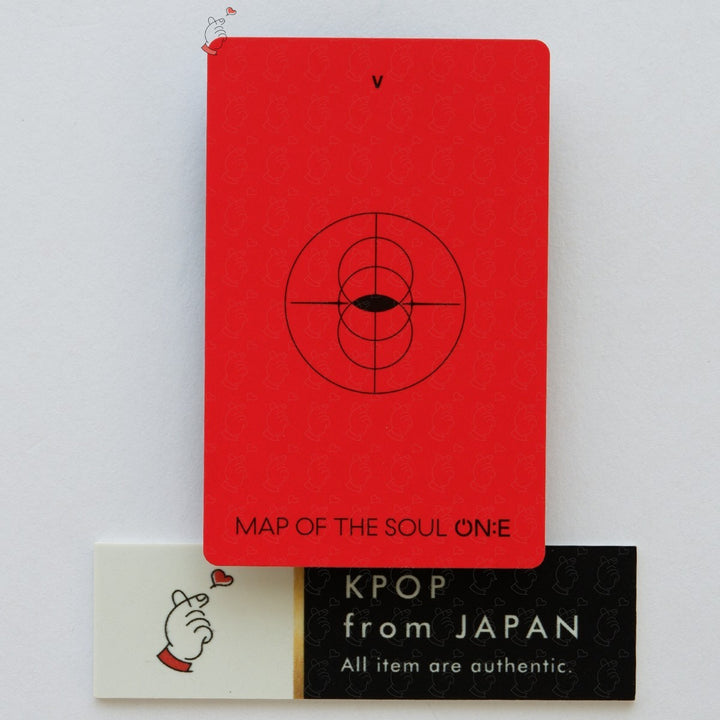 V
MAP OF THE SOUL ON:E
KPOP
from JAPAN
All item are authentic.